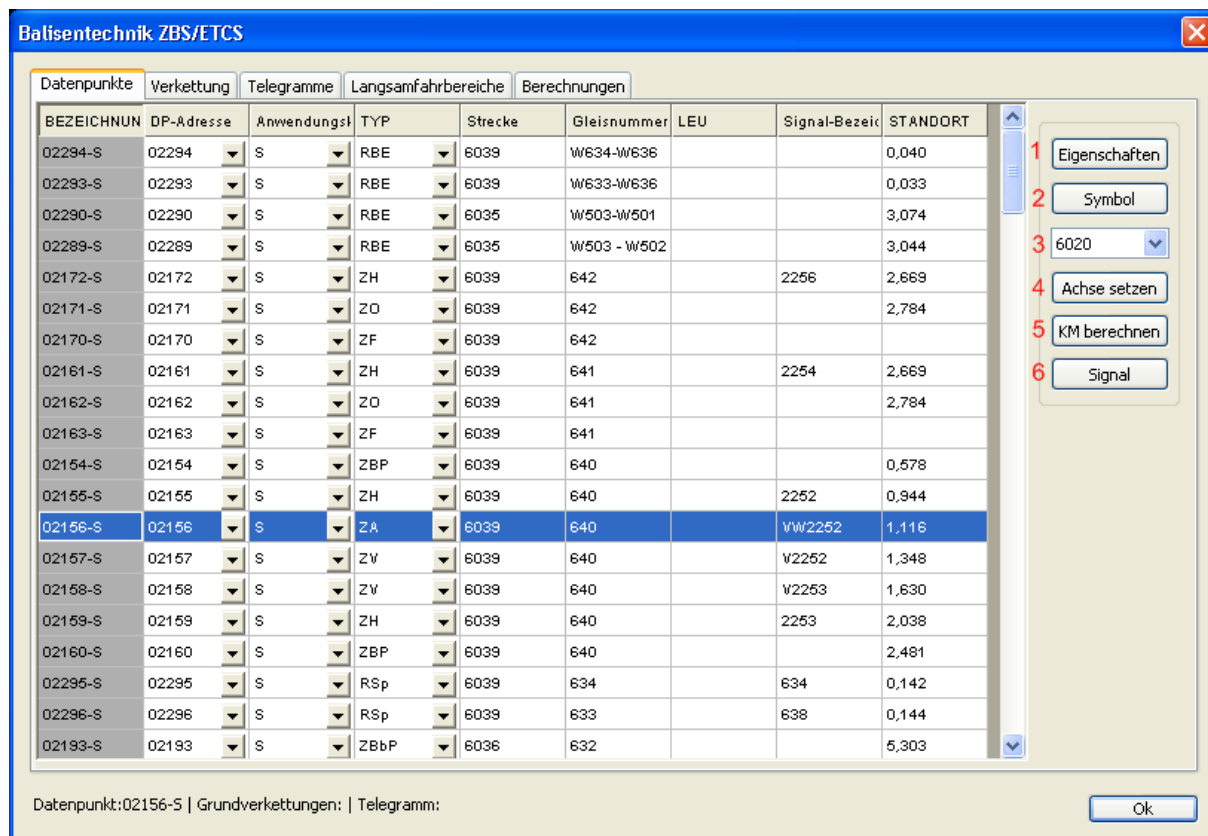 Balisentechnik ZBS/ETCS
Datenpunkte Verkettung Telegramme Langsamfahrbereiche Berechnungen
BEZEICHNUN DP-Adresse Anwendungsl TYP Strecke Gleisnummer LEU Signal-Bezeic STANDORT
02294-S 02294 S RBE 6039 W634-W636 0,040
1 Eigenschaften
02293-S 02293 S RBE 6039 W633-W636 0,033
2 Symbol
02290-S 02290 S RBE 6035 W503-W501 3,074
02289-S 02289 S RBE 6035 W503 - W502 3,044
3 6020
02172-S 02172 S ZH 6039 642 2256 2,669
4 Achse setzen
02171-S 02171 S ZO 6039 642 2,784
5 KM berechnen
02170-S 02170 S ZF 6039 642
02161-S 02161 S ZH 6039 641 2254 2,669
6 Signal
02162-S 02162 S ZO 6039 641 2,784
02163-S 02163 S ZF 6039 641
02154-S 02154 S ZBP 6039 640 0,578
02155-S 02155 S ZH 6039 640 2252 0,944
02156-S 02156 S ZA 6039 640 VW2252 1,116
02157-S 02157 S ZV 6039 640 V2252 1,348
02158-S 02158 S ZV 6039 640 V2253 1,630
02159-S 02159 S ZH 6039 640 2253 2,038
02160-S 02160 S ZBP 6039 640 2,481
02295-S 02295 S RSp 6039 634 634 0,142
02296-S 02296 S RSp 6039 633 638 0,144
02193-S 02193 S ZBbP 6036 632 5,303
Datenpunkt:02156-S | Grundverkettungen: | Telegramm:
Ok